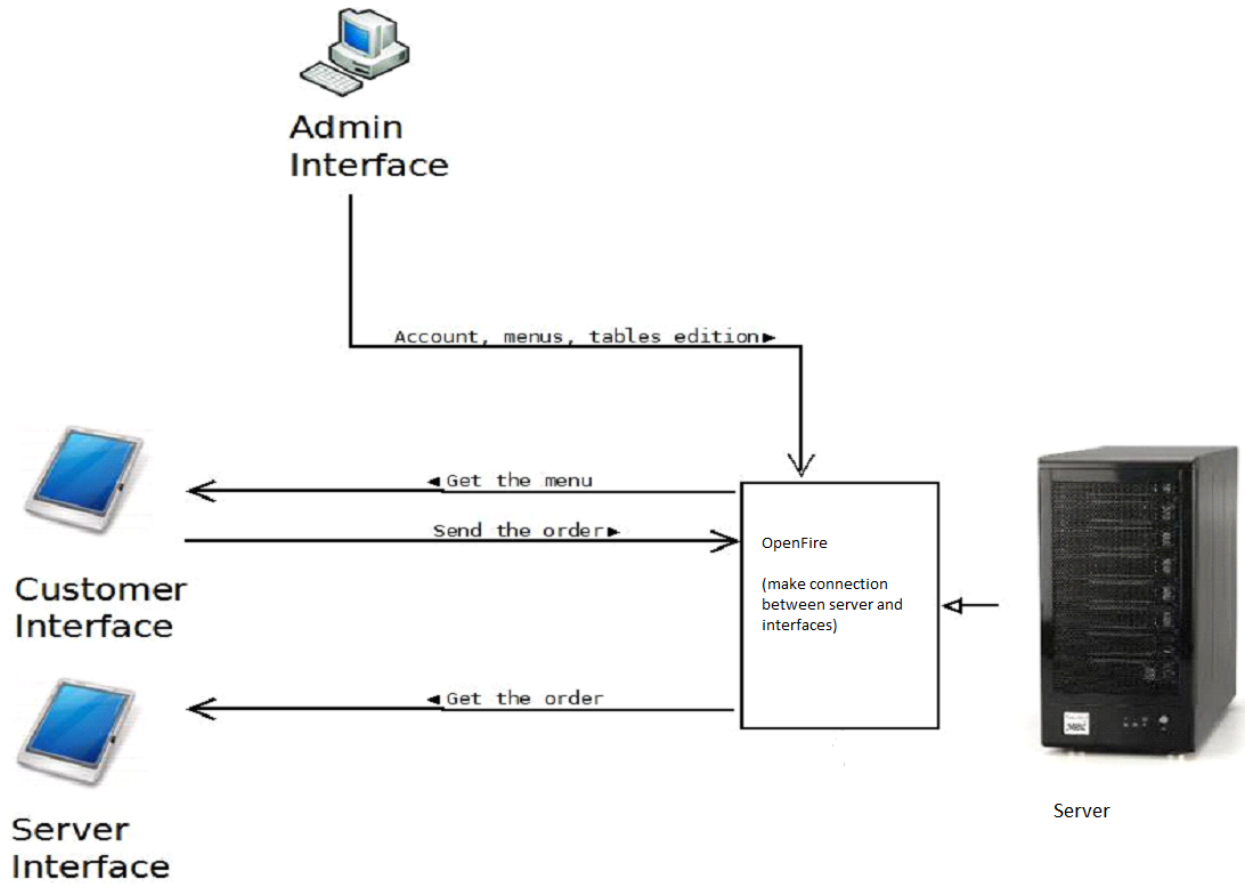 Admin
Interface
Account, menus, tables edition►
◄Get the menu
Send the order►
Customer
Interface
OpenFire
(make connection
between server and
interfaces)
◄Get the order
Server
Interface
Server